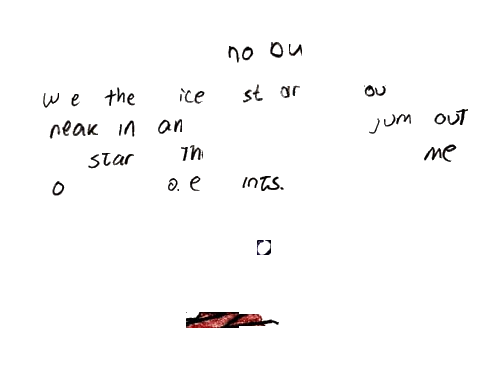 no ou
we the ice st ar ou
neak in an jum out
star Th me
o o.e ints.